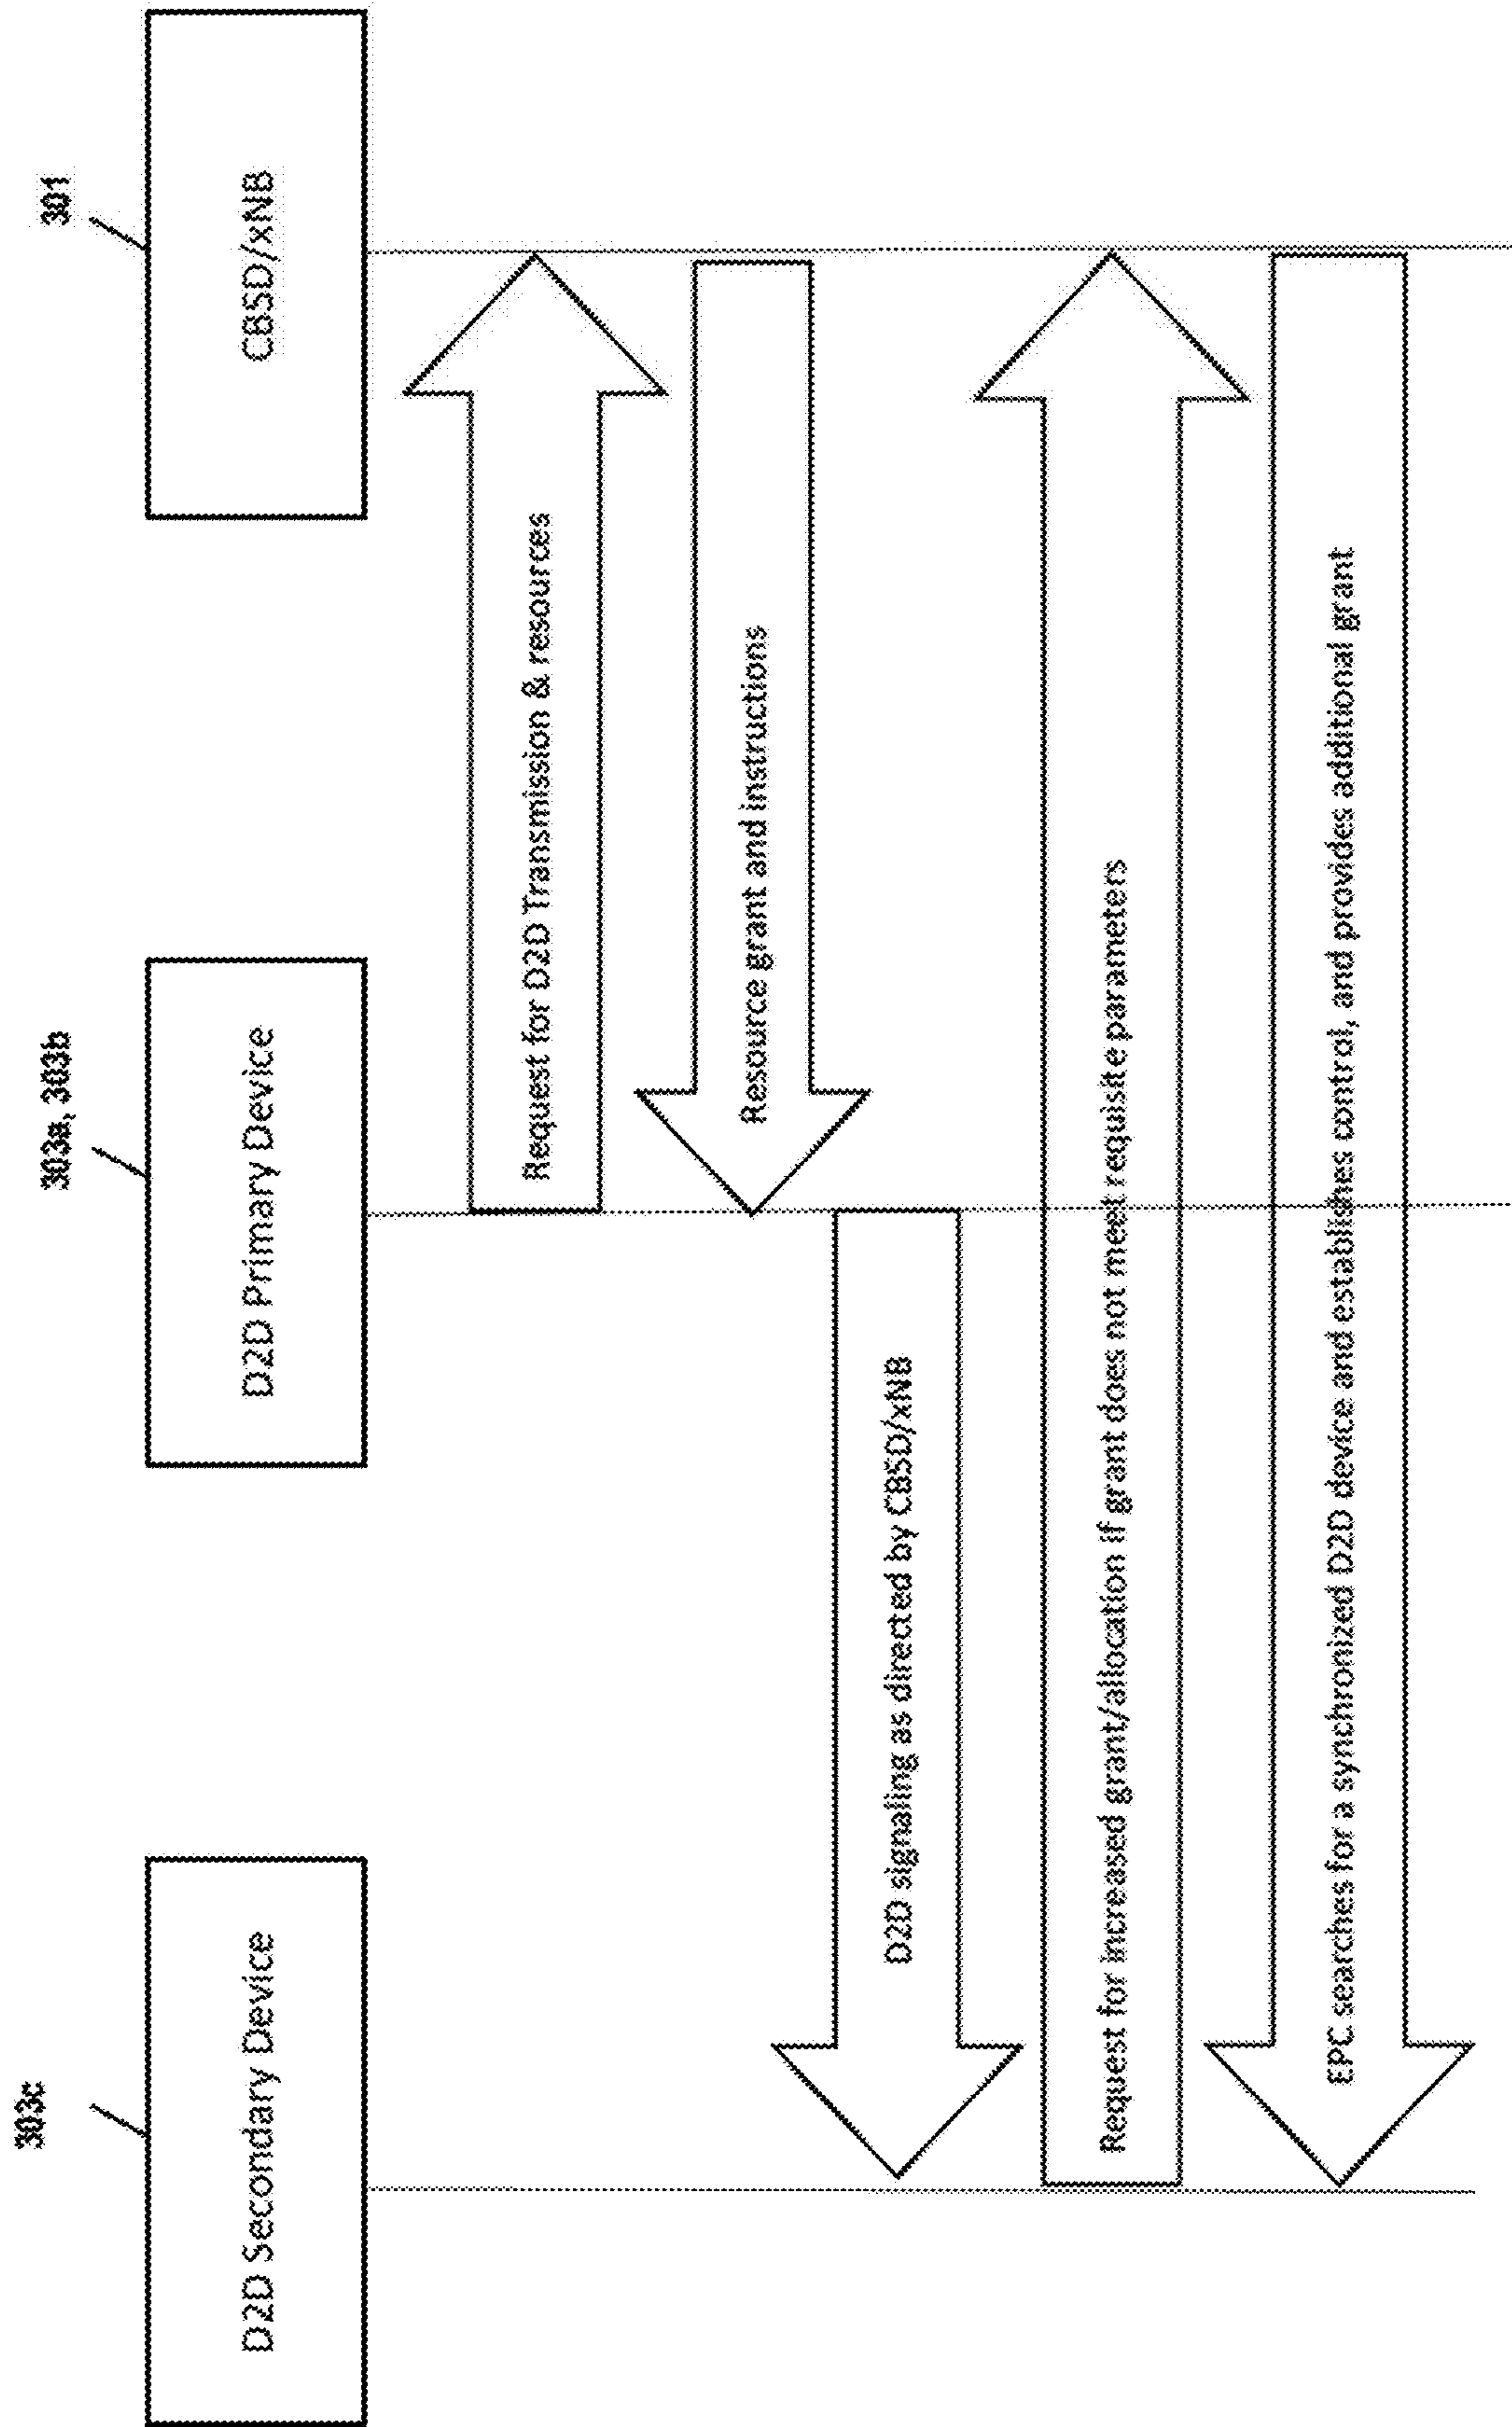 303c
303a, 303b
301
D2D Secondary Device
D2D Primary Device
CBSD/xNB
Request for D2D Transmission & resources
Resource grant and instructions
D2D signaling as directed by CBSD/xNB
Request for increased grant/allocation if grant does not meet requisite parameters
EPC searches for a synchronized D2D device and establishes control, and provides additional grant